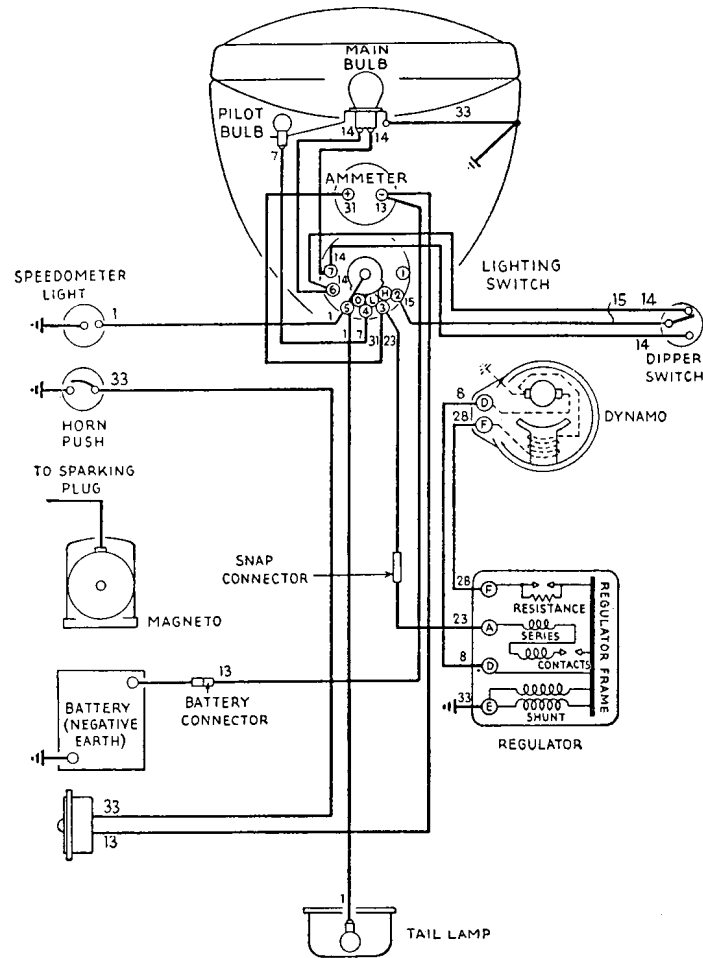 MAIN
BULB
PILOT
BULB
33
14
14
7
AMMETER
+
-
31
13
14
7
1
14
6
H
2
O
L
5
4
3
15
1
1
7
31
23
LIGHTING
SWITCH
15
14
14
DIPPER
SWITCH
SPEEDOMETER
LIGHT
1
33
HORN
PUSH
8
D
28
F
DYNAMO
TO SPARKING
PLUG
MAGNETO
SNAP
CONNECTOR
28
F
RESISTANCE
23
A
SERIES
8
D
CONTACTS
33
E
SHUNT
REGULATOR FRAME
REGULATOR
13
BATTERY
(NEGATIVE
EARTH)
BATTERY
CONNECTOR
33
13
1
TAIL LAMP